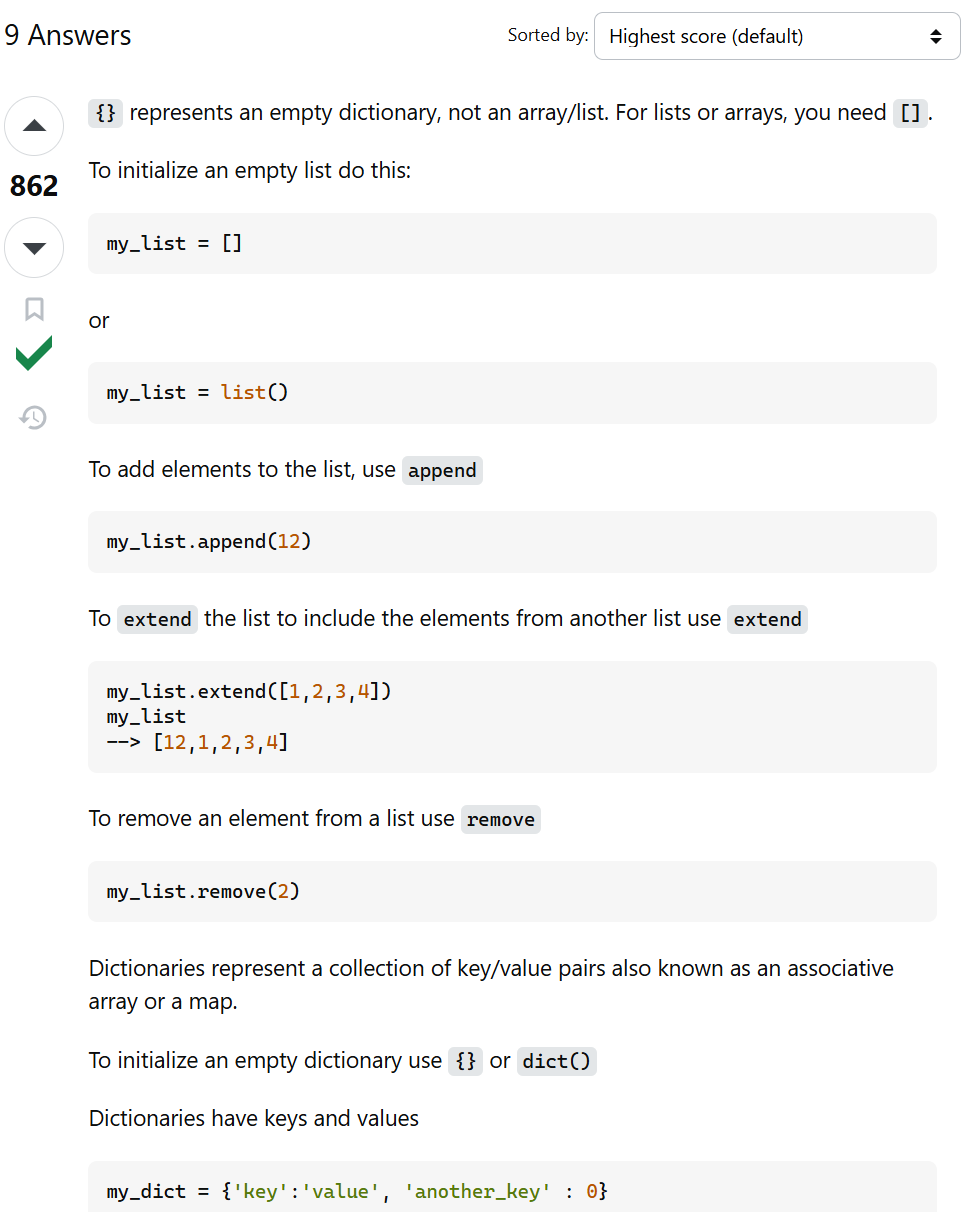 9 Answers
Sorted by: Highest score (default)
{} represents an empty dictionary, not an array/list. For lists or arrays, you need [].
862
To initialize an empty list do this:
my_list = []
or
my_list = list()
To add elements to the list, use append
my_list.append(12)
To extend the list to include the elements from another list use extend
my_list.extend([1,2,3,4])
my_list
--> [12,1,2,3,4]
To remove an element from a list use remove
my_list.remove(2)
Dictionaries represent a collection of key/value pairs also known as an associative
array or a map.
To initialize an empty dictionary use {} or dict()
Dictionaries have keys and values
my_dict = {'key':'value', 'another_key' : 0}